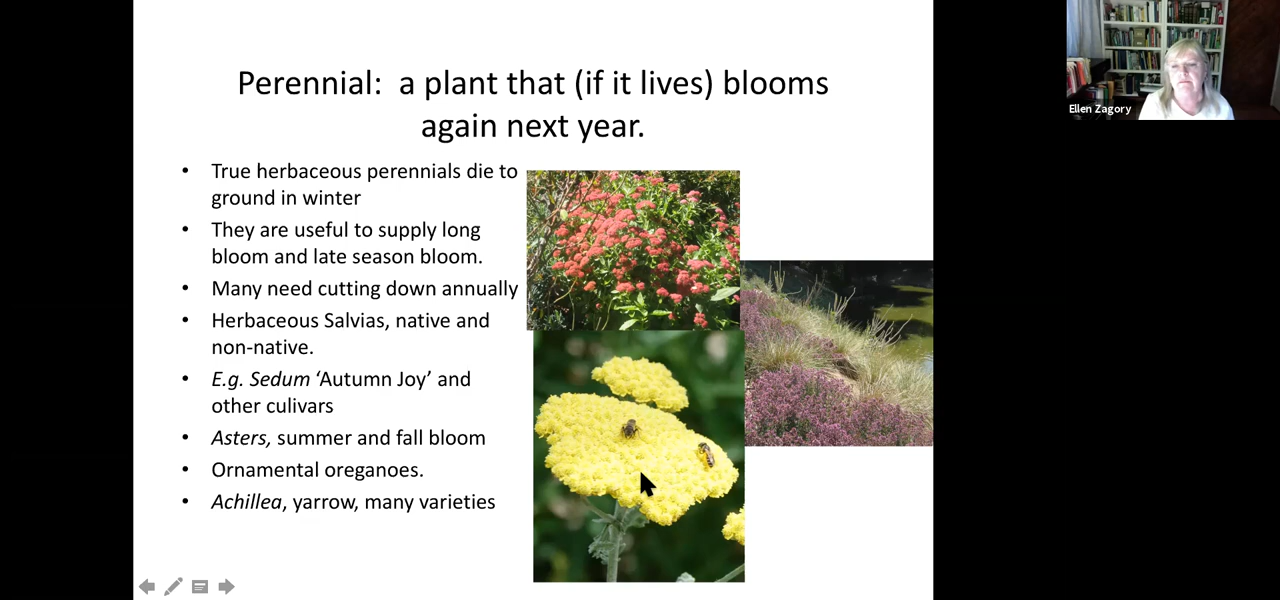 Perennial: a plant that (if it lives) blooms
again next year.
• True herbaceous perennials die to
ground in winter
• They are useful to supply long
bloom and late season bloom.
• Many need cutting down annually
• Herbaceous Salvias, native and
non-native.
• E.g. Sedum ‘Autumn Joy’ and
other culivars
• Asters, summer and fall bloom
• Ornamental oreganoes.
• Achillea, yarrow, many varieties
Ellen Zagory